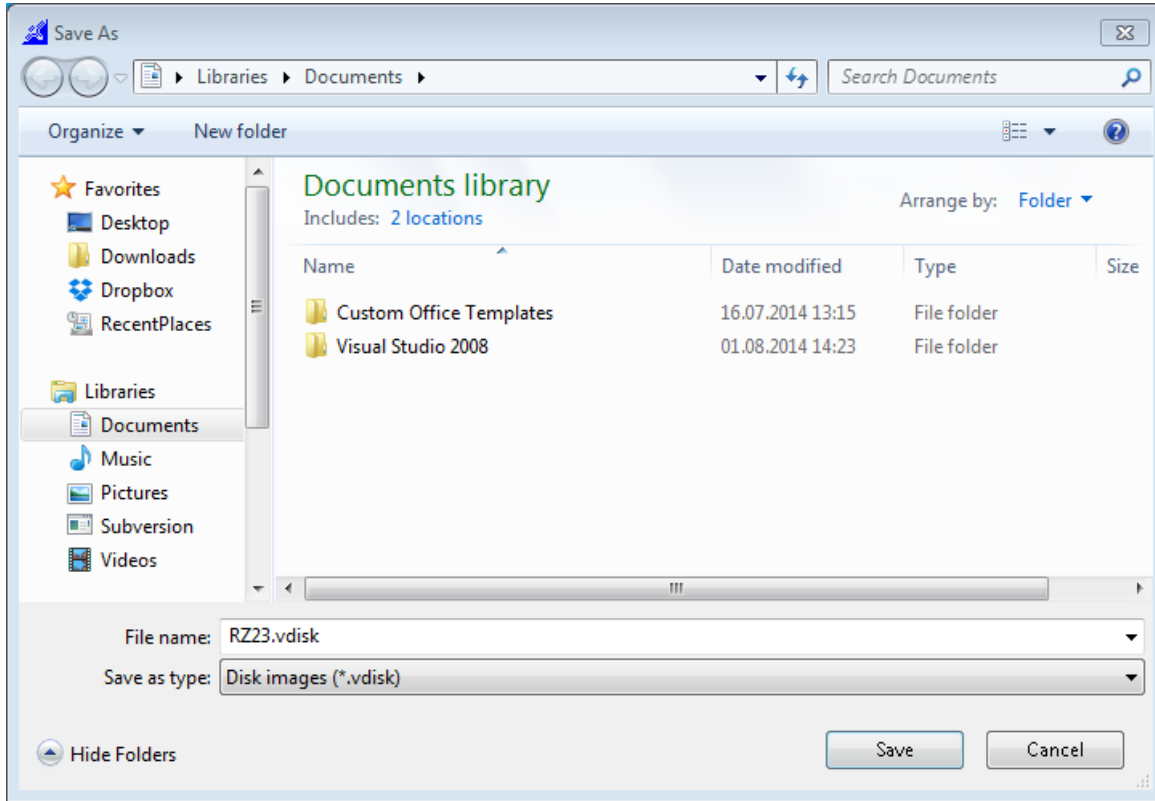 Save As
Libraries Documents
Search Documents
Organize New folder
Favorites
Desktop
Downloads
Dropbox
RecentPlaces
Libraries
Documents
Music
Pictures
Subversion
Videos
Documents library
Includes: 2 locations
Arrange by: Folder
Name Date modified Type Size
Custom Office Templates 16.07.2014 13:15 File folder
Visual Studio 2008 01.08.2014 14:23 File folder
File name: RZ23.vdisk
Save as type: Disk images (*.vdisk)
Hide Folders Save Cancel